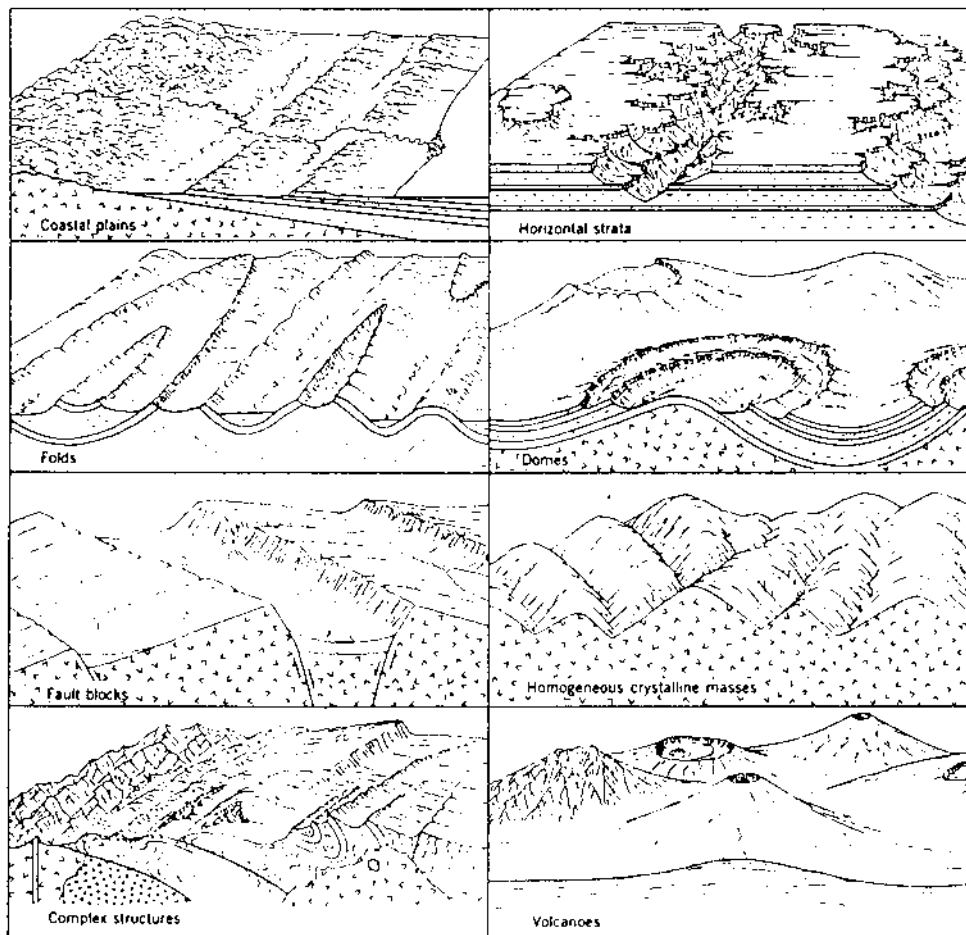 Coastal plains
Horizontal strata
Folds
Domes
Fault blocks
Homogeneous crystalline masses
Complex structures
Volcanoes